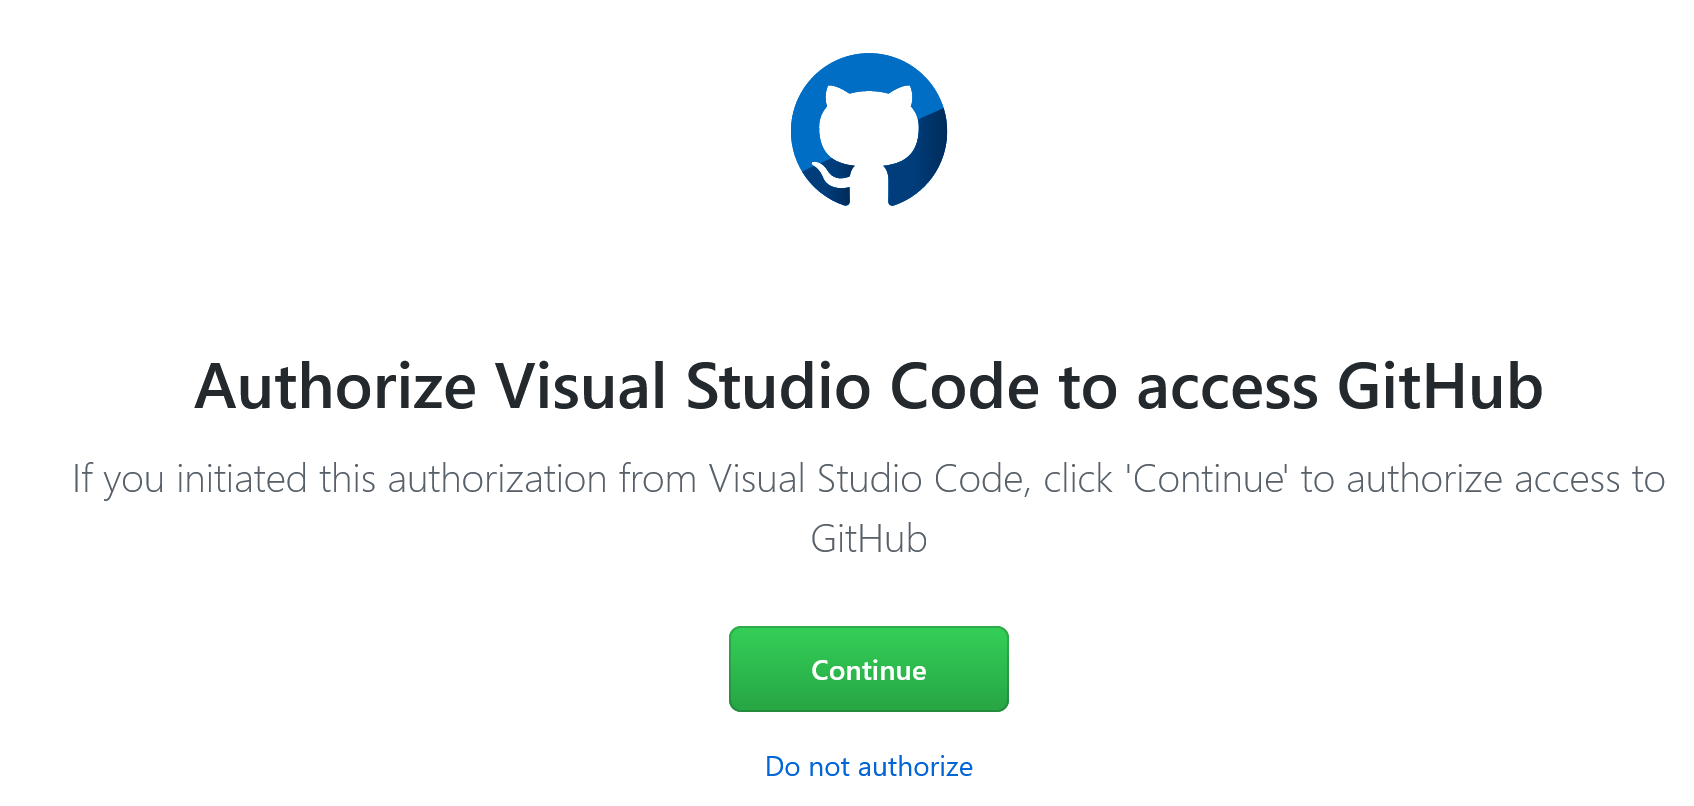 Authorize Visual Studio Code to access GitHub
If you initiated this authorization from Visual Studio Code, click 'Continue' to authorize access to
GitHub
Continue
Do not authorize